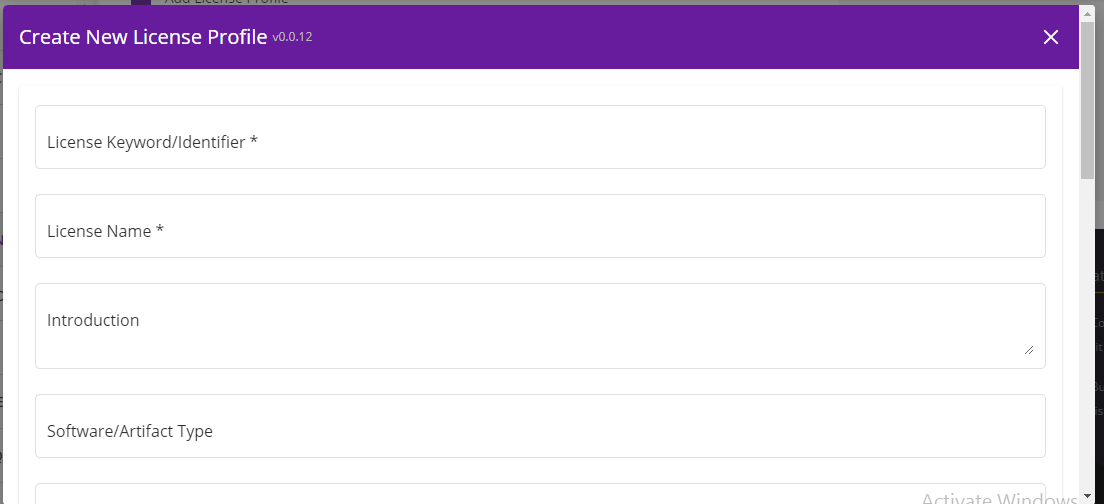 Add License Profile
Create New License Profile v0.0.12
License Keyword/Identifier *
License Name *
Introduction
Software/Artifact Type
Activate Windows